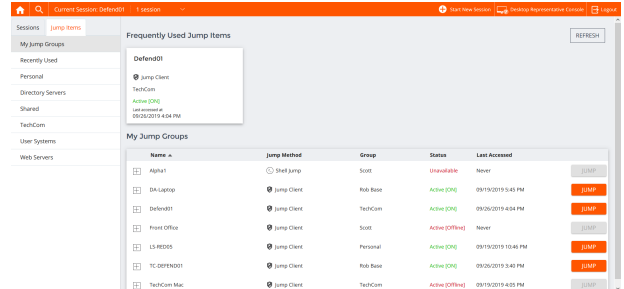 Current Session: Defend01 1 session Start New Session Desktop Representative Console Logout
Sessions Jump Items
My Jump Groups
Recently Used
Personal
Directory Servers
Shared
TechCom
User Systems
Web Servers
Frequently Used Jump Items REFRESH
Defend01
Jump Client
TechCom
Active [ON]
Last accessed at
09/26/2019 4:04 PM
My Jump Groups
Name Jump Method Group Status Last Accessed
Alpha1 Shell Jump Scott Unavailable Never JUMP
DA-Laptop Jump Client Rob Base Active [ON] 09/19/2019 5:45 PM JUMP
Defend01 Jump Client TechCom Active [ON] 09/26/2019 4:04 PM JUMP
Front Office Jump Client Scott Active [Offline] Never JUMP
LS-RED05 Jump Client Personal Active [ON] 09/19/2019 10:46 PM JUMP
TC-DEFEND01 Jump Client Rob Base Active [ON] 09/26/2019 3:40 PM JUMP
TechCom Mac Jump Client TechCom Active [Offline] 09/19/2019 4:05 PM JUMP